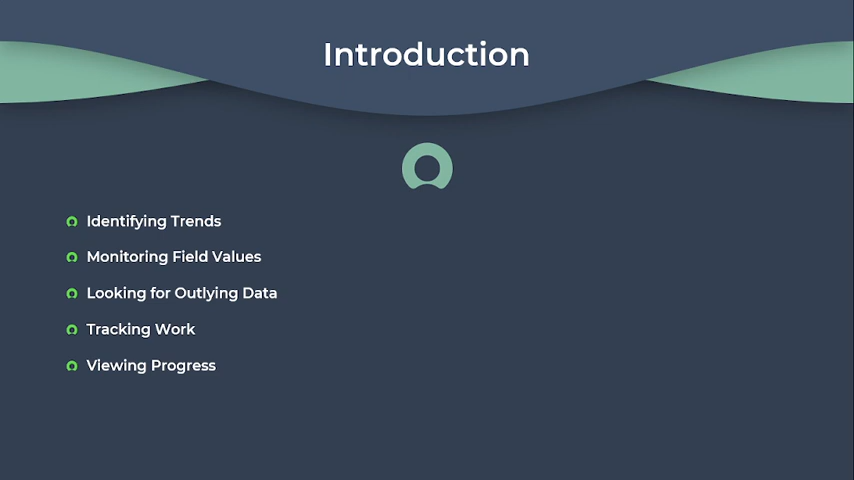 Introduction
Identifying Trends
Monitoring Field Values
Looking for Outlying Data
Tracking Work
Viewing Progress